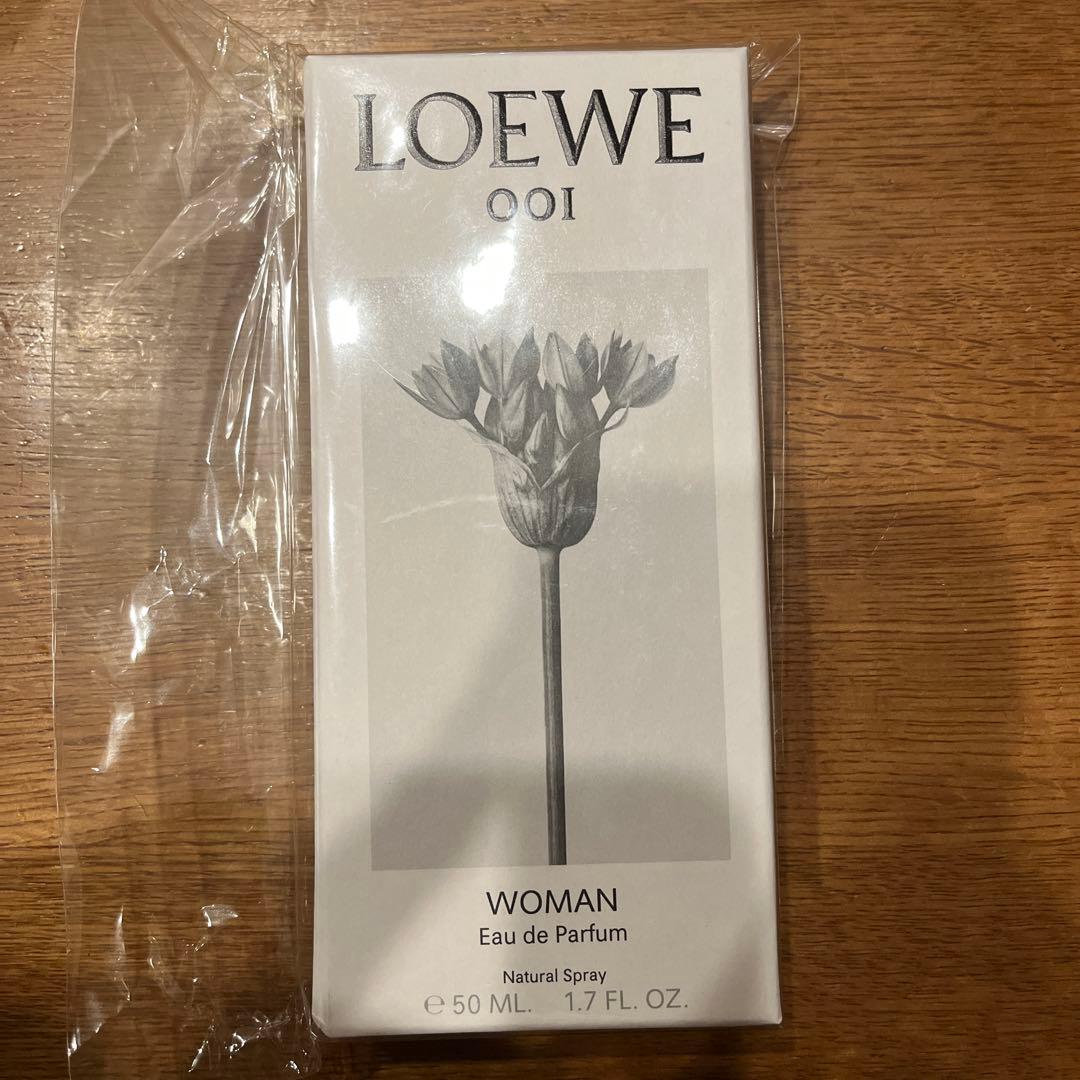 LOEWE
001
WOMAN
Eau de Parfum
Natural Spray
℮ 50 ML. 1.7 FL. OZ.